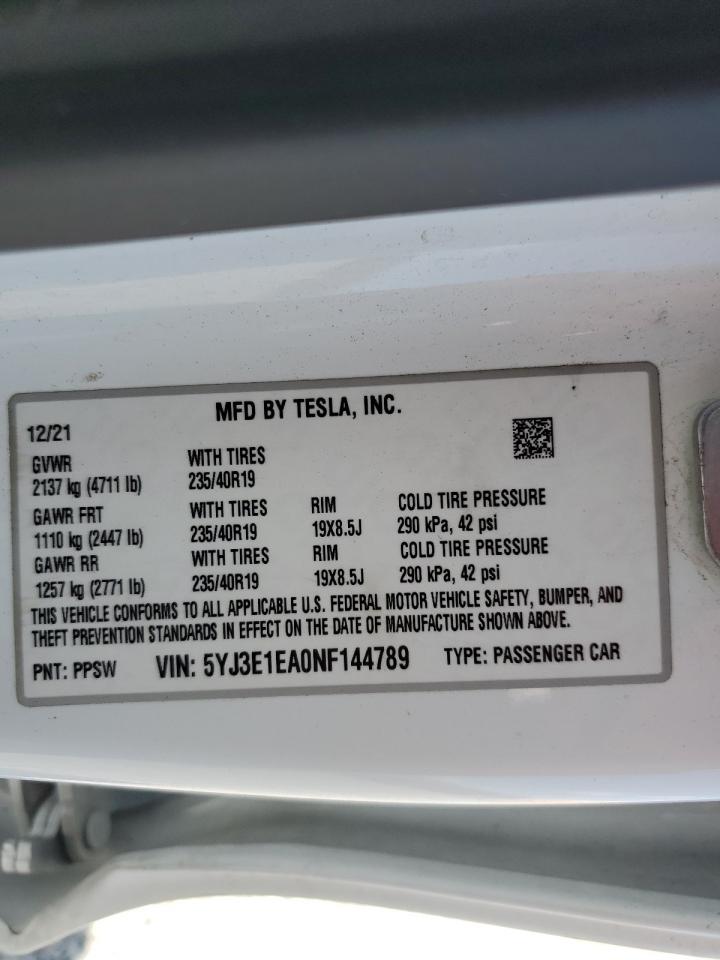 MFD BY TESLA, INC.
12/21
GVWR WITH TIRES
2137 kg (4711 lb) 235/40R19
GAWR FRT WITH TIRES RIM COLD TIRE PRESSURE
1110 kg (2447 lb) 235/40R19 19X8.5J 290 kPa, 42 psi
GAWR RR WITH TIRES RIM COLD TIRE PRESSURE
1257 kg (2771 lb) 235/40R19 19X8.5J 290 kPa, 42 psi
THIS VEHICLE CONFORMS TO ALL APPLICABLE U.S. FEDERAL MOTOR VEHICLE SAFETY, BUMPER, AND
THEFT PREVENTION STANDARDS IN EFFECT ON THE DATE OF MANUFACTURE SHOWN ABOVE.
PNT: PPSW VIN: 5YJ3E1EA0NF144789 TYPE: PASSENGER CAR